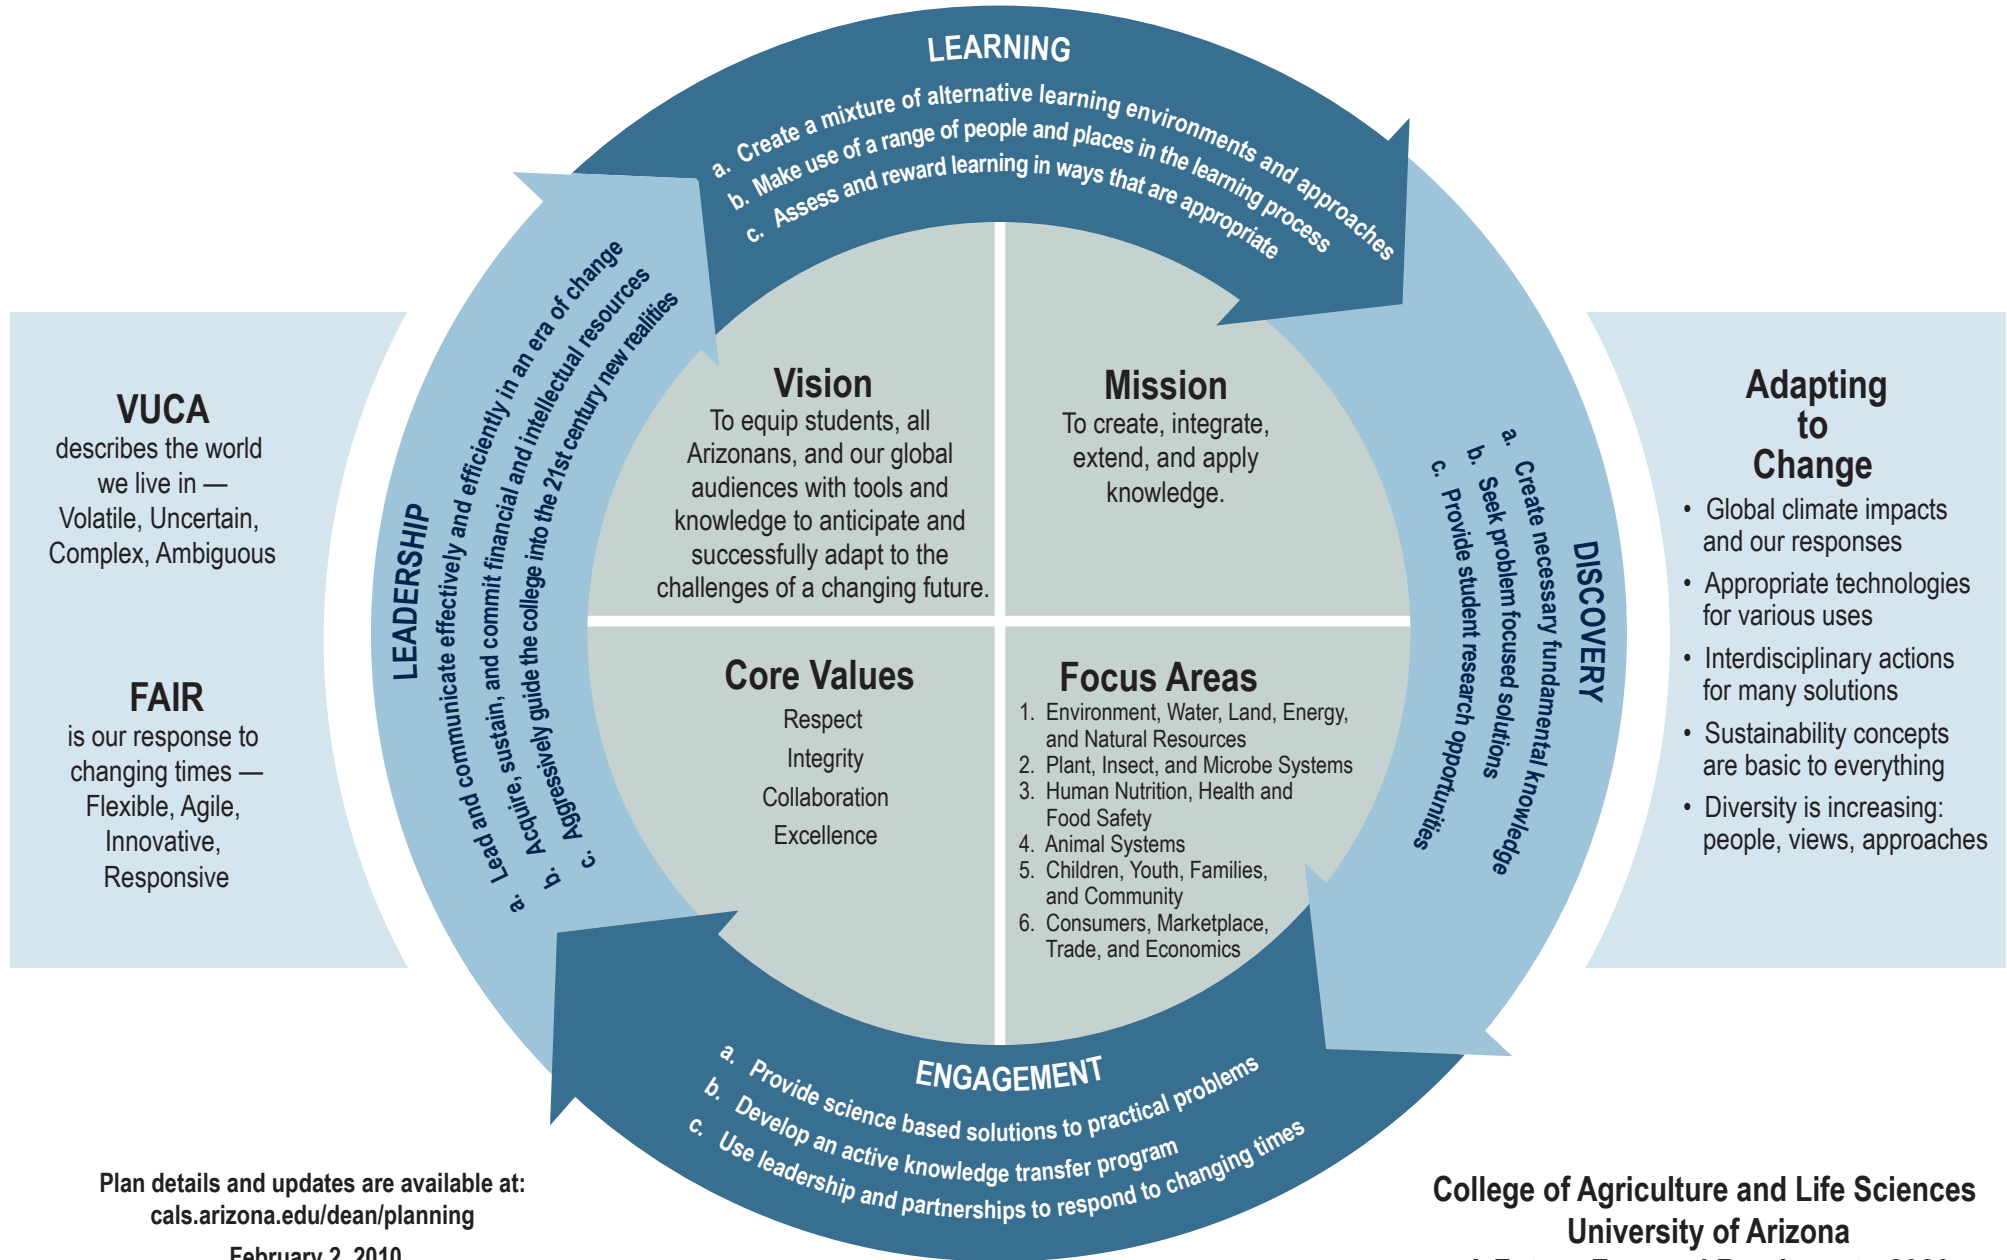 LEARNING
a. Create a mixture of alternative learning environments and approaches
b. Make use of a range of people and places in the learning process
c. Assess and reward learning in ways that are appropriate
VUCA
describes the world
we live in —
Volatile, Uncertain,
Complex, Ambiguous
FAIR
is our response to
changing times —
Flexible, Agile,
Innovative,
Responsive
LEADERSHIP
a. Lead and communicate effectively and efficiently in an era of change
b. Acquire, sustain, and commit financial and intellectual resources
c. Aggressively guide the college into the 21st century new realities
Vision
To equip students, all
Arizonans, and our global
audiences with tools and
knowledge to anticipate and
successfully adapt to the
challenges of a changing future.
Mission
To create, integrate,
extend, and apply
knowledge.
Core Values
Respect
Integrity
Collaboration
Excellence
Focus Areas
1. Environment, Water, Land, Energy,
and Natural Resources
2. Plant, Insect, and Microbe Systems
3. Human Nutrition, Health and
Food Safety
4. Animal Systems
5. Children, Youth, Families,
and Community
6. Consumers, Marketplace,
Trade, and Economics
DISCOVERY
a. Create necessary fundamental knowledge
b. Seek problem focused solutions
c. Provide student research opportunities
Adapting
to
Change
• Global climate impacts
and our responses
• Appropriate technologies
for various uses
• Interdisciplinary actions
for many solutions
• Sustainability concepts
are basic to everything
• Diversity is increasing:
people, views, approaches
ENGAGEMENT
a. Provide science based solutions to practical problems
b. Develop an active knowledge transfer program
c. Use leadership and partnerships to respond to changing times
Plan details and updates are available at:
cals.arizona.edu/dean/planning
February 2, 2010
College of Agriculture and Life Sciences
University of Arizona